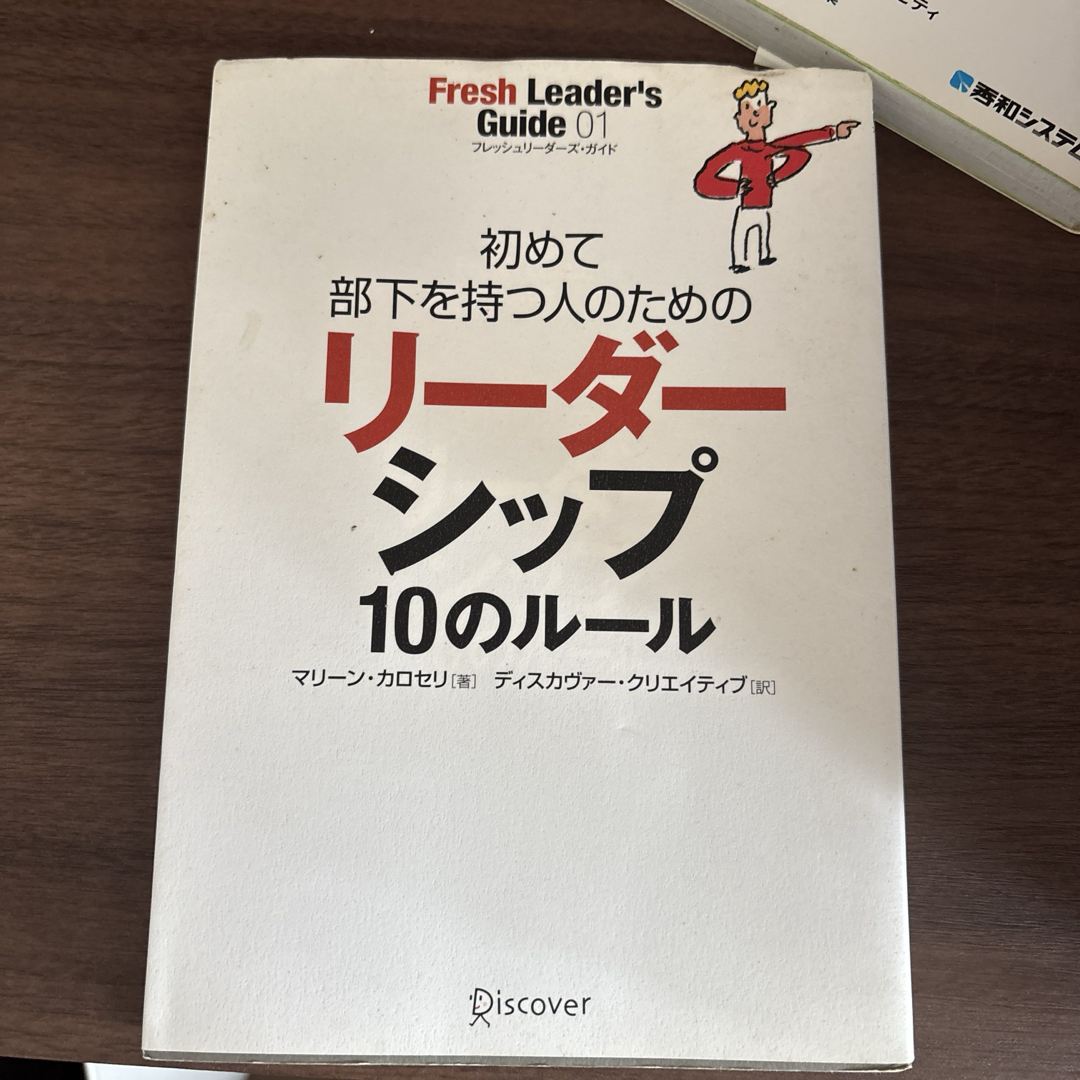 Fresh Leader's
Guide 01
フレッシュリーダーズ・ガイド
初めて
部下を持つ人のための
リーダー
シップ
10のルール
マリーン・カロセリ[著] ディスカヴァー・クリエイティブ[訳]
Discover
秀和システム